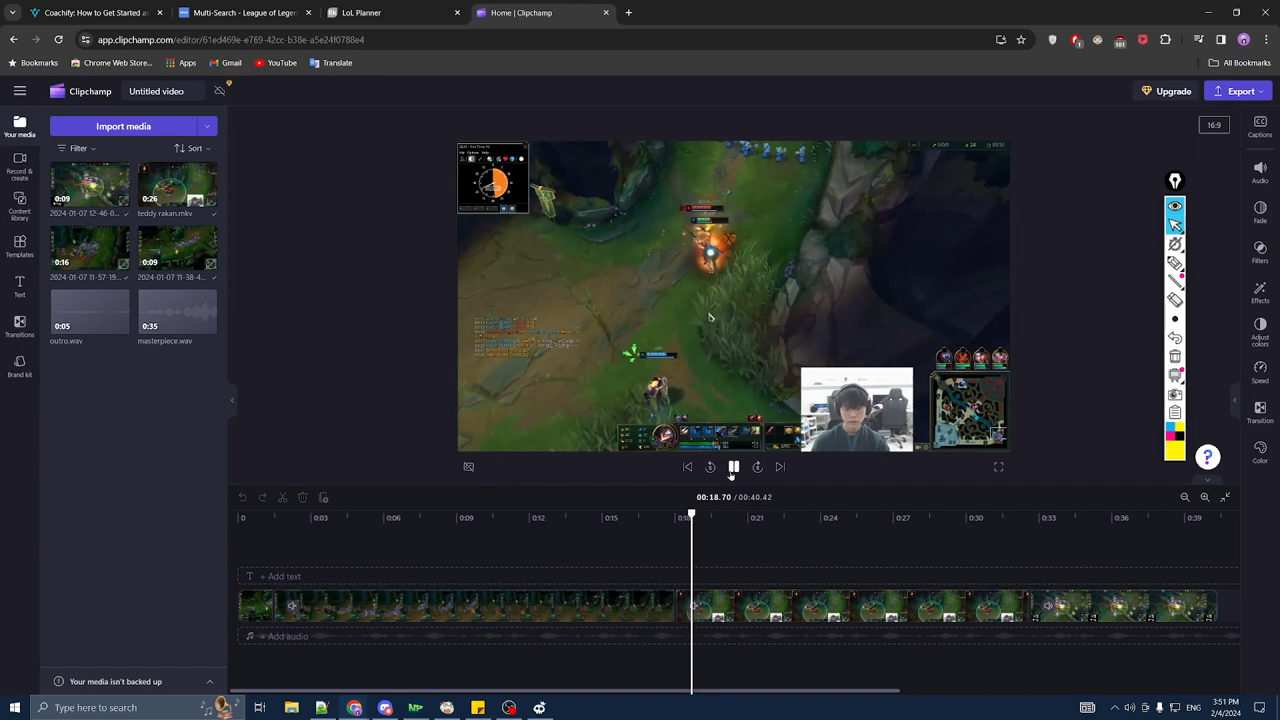 Coachify: How To Get Started as
Multi-Search - League of Leger
LoL Planner
Home | Clipchamp
app.clipchamp.com/editor/61ed469e-e769-42cc-b38e-a5e24f0788e4
Bookmarks
Chrome Web Store...
Apps
Gmail
YouTube
Translate
All Bookmarks
Clipchamp
Untitled video
Upgrade
Export
Your media
Import media
16:9
Captions
Filter
Sort
Record & create
0:09
0:26
Audio
2024-01-07 12-46-0...
teddy rakan.mkv
Content library
Fade
Templates
0:16
0:09
Filters
2024-01-07 11-57-19...
2024-01-07 11-38-4...
Text
Effects
0:05
0:35
Transitions
outro.wav
masterpiece.wav
Adjust colors
Brand kit
Speed
Transition
Color
00:18.70 / 00:40.42
0
0:03
0:06
0:09
0:12
0:15
0:18
0:21
0:24
0:27
0:30
0:33
0:36
0:39
T + Add text
+ Add audio
Your media isn't backed up
Type here to search
3:51 PM
2/4/2024